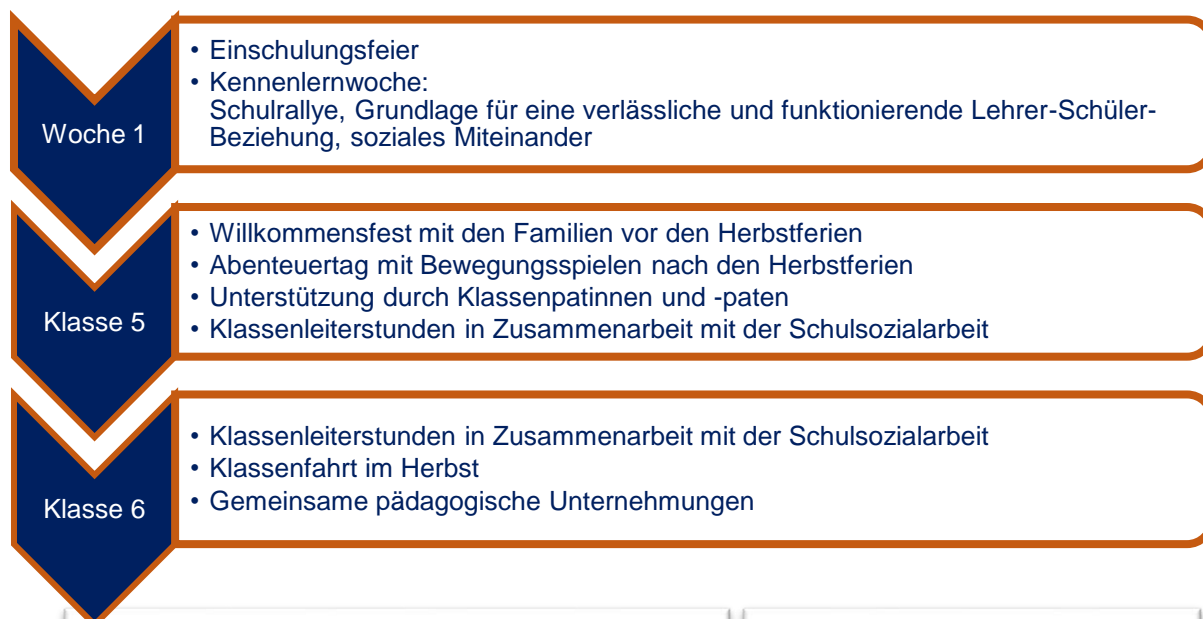 Woche 1
• Einschulungsfeier
• Kennenlernwoche:
Schulrallye, Grundlage für eine verlässliche und funktionierende Lehrer-Schüler-
Beziehung, soziales Miteinander
Klasse 5
• Willkommensfest mit den Familien vor den Herbstferien
• Abenteuertag mit Bewegungsspielen nach den Herbstferien
• Unterstützung durch Klassenpatinnen und -paten
• Klassenleiterstunden in Zusammenarbeit mit der Schulsozialarbeit
Klasse 6
• Klassenleiterstunden in Zusammenarbeit mit der Schulsozialarbeit
• Klassenfahrt im Herbst
• Gemeinsame pädagogische Unternehmungen